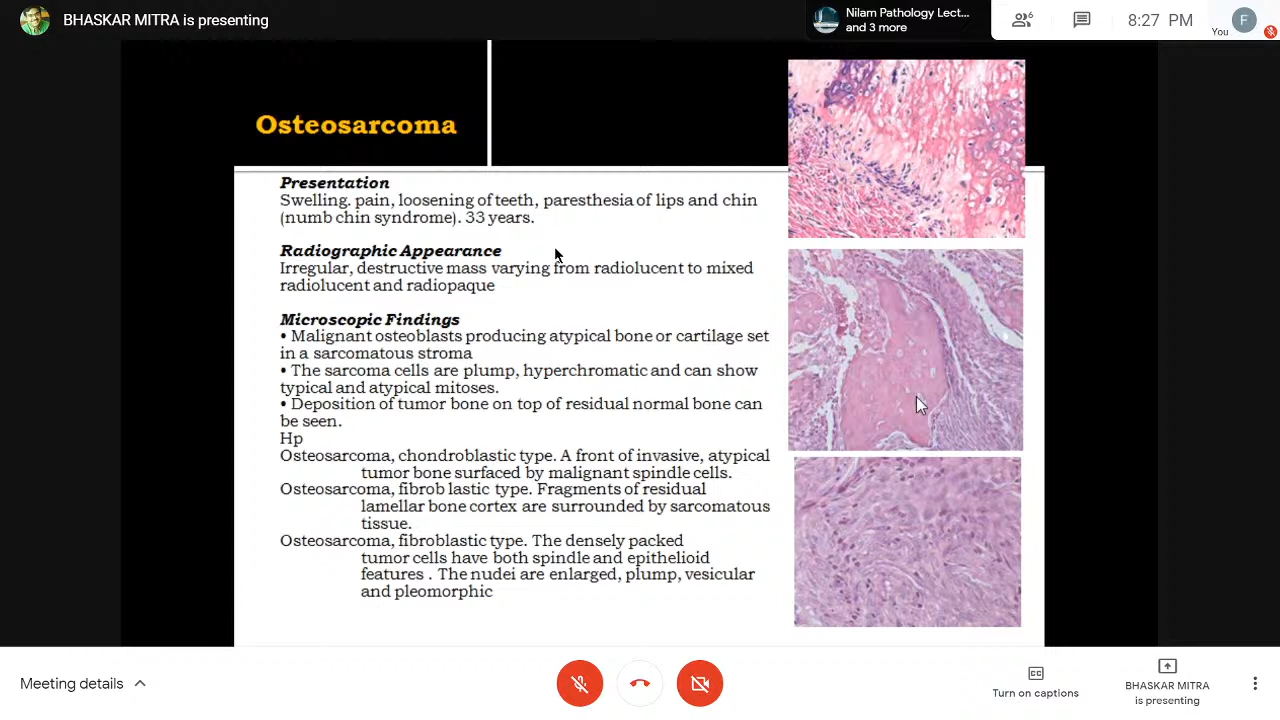 BHASKAR MITRA is presenting
Nilam Pathology Lect...
and 3 more
6
8:27 PM
You
F
Osteosarcoma
Presentation
Swelling. pain, loosening of teeth, paresthesia of lips and chin
(numb chin syndrome). 33 years.
Radiographic Appearance
Irregular, destructive mass varying from radiolucent to mixed
radiolucent and radiopaque
Microscopic Findings
• Malignant osteoblasts producing atypical bone or cartilage set
in a sarcomatous stroma
• The sarcoma cells are plump, hyperchromatic and can show
typical and atypical mitoses.
• Deposition of tumor bone on top of residual normal bone can
be seen.
Hp
Osteosarcoma, chondroblastic type. A front of invasive, atypical
tumor bone surfaced by malignant spindle cells.
Osteosarcoma, fibrob lastic type. Fragments of residual
lamellar bone cortex are surrounded by sarcomatous
tissue.
Osteosarcoma, fibroblastic type. The densely packed
tumor cells have both spindle and epithelioid
features . The nudei are enlarged, plump, vesicular
and pleomorphic
Meeting details
CC
Turn on captions
BHASKAR MITRA
is presenting